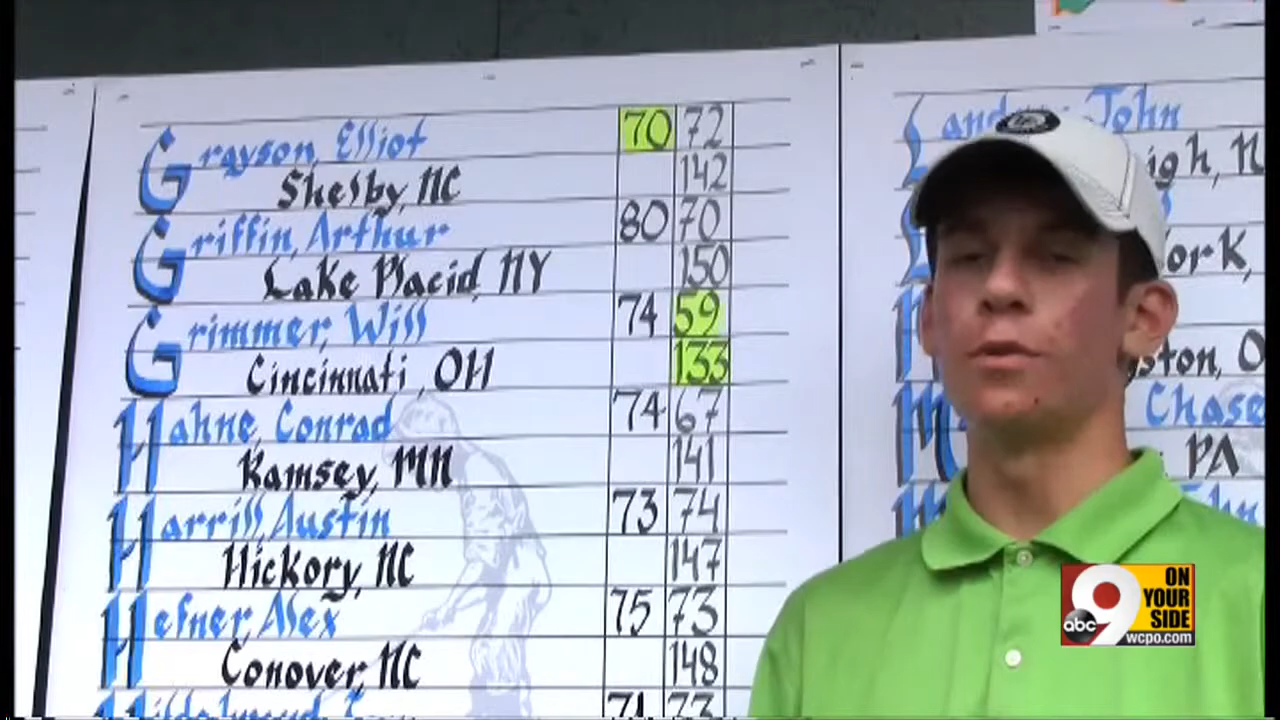 Grayson, Elliot 70 72
Shelby, NC 142
Griffin, Arthur 80 70
Lake Placid, NY 150
Grimmer, Will 74 59
Cincinnati, OH 133
Hahne, Conrad 74 67
Ramsey, MN 141
Harrill, Austin 73 74
Hickory, NC 147
Hefner, Alex 75 73
Conover, NC 148
John
Chase
PA
abc 9 ON YOUR SIDE
wcpo.com